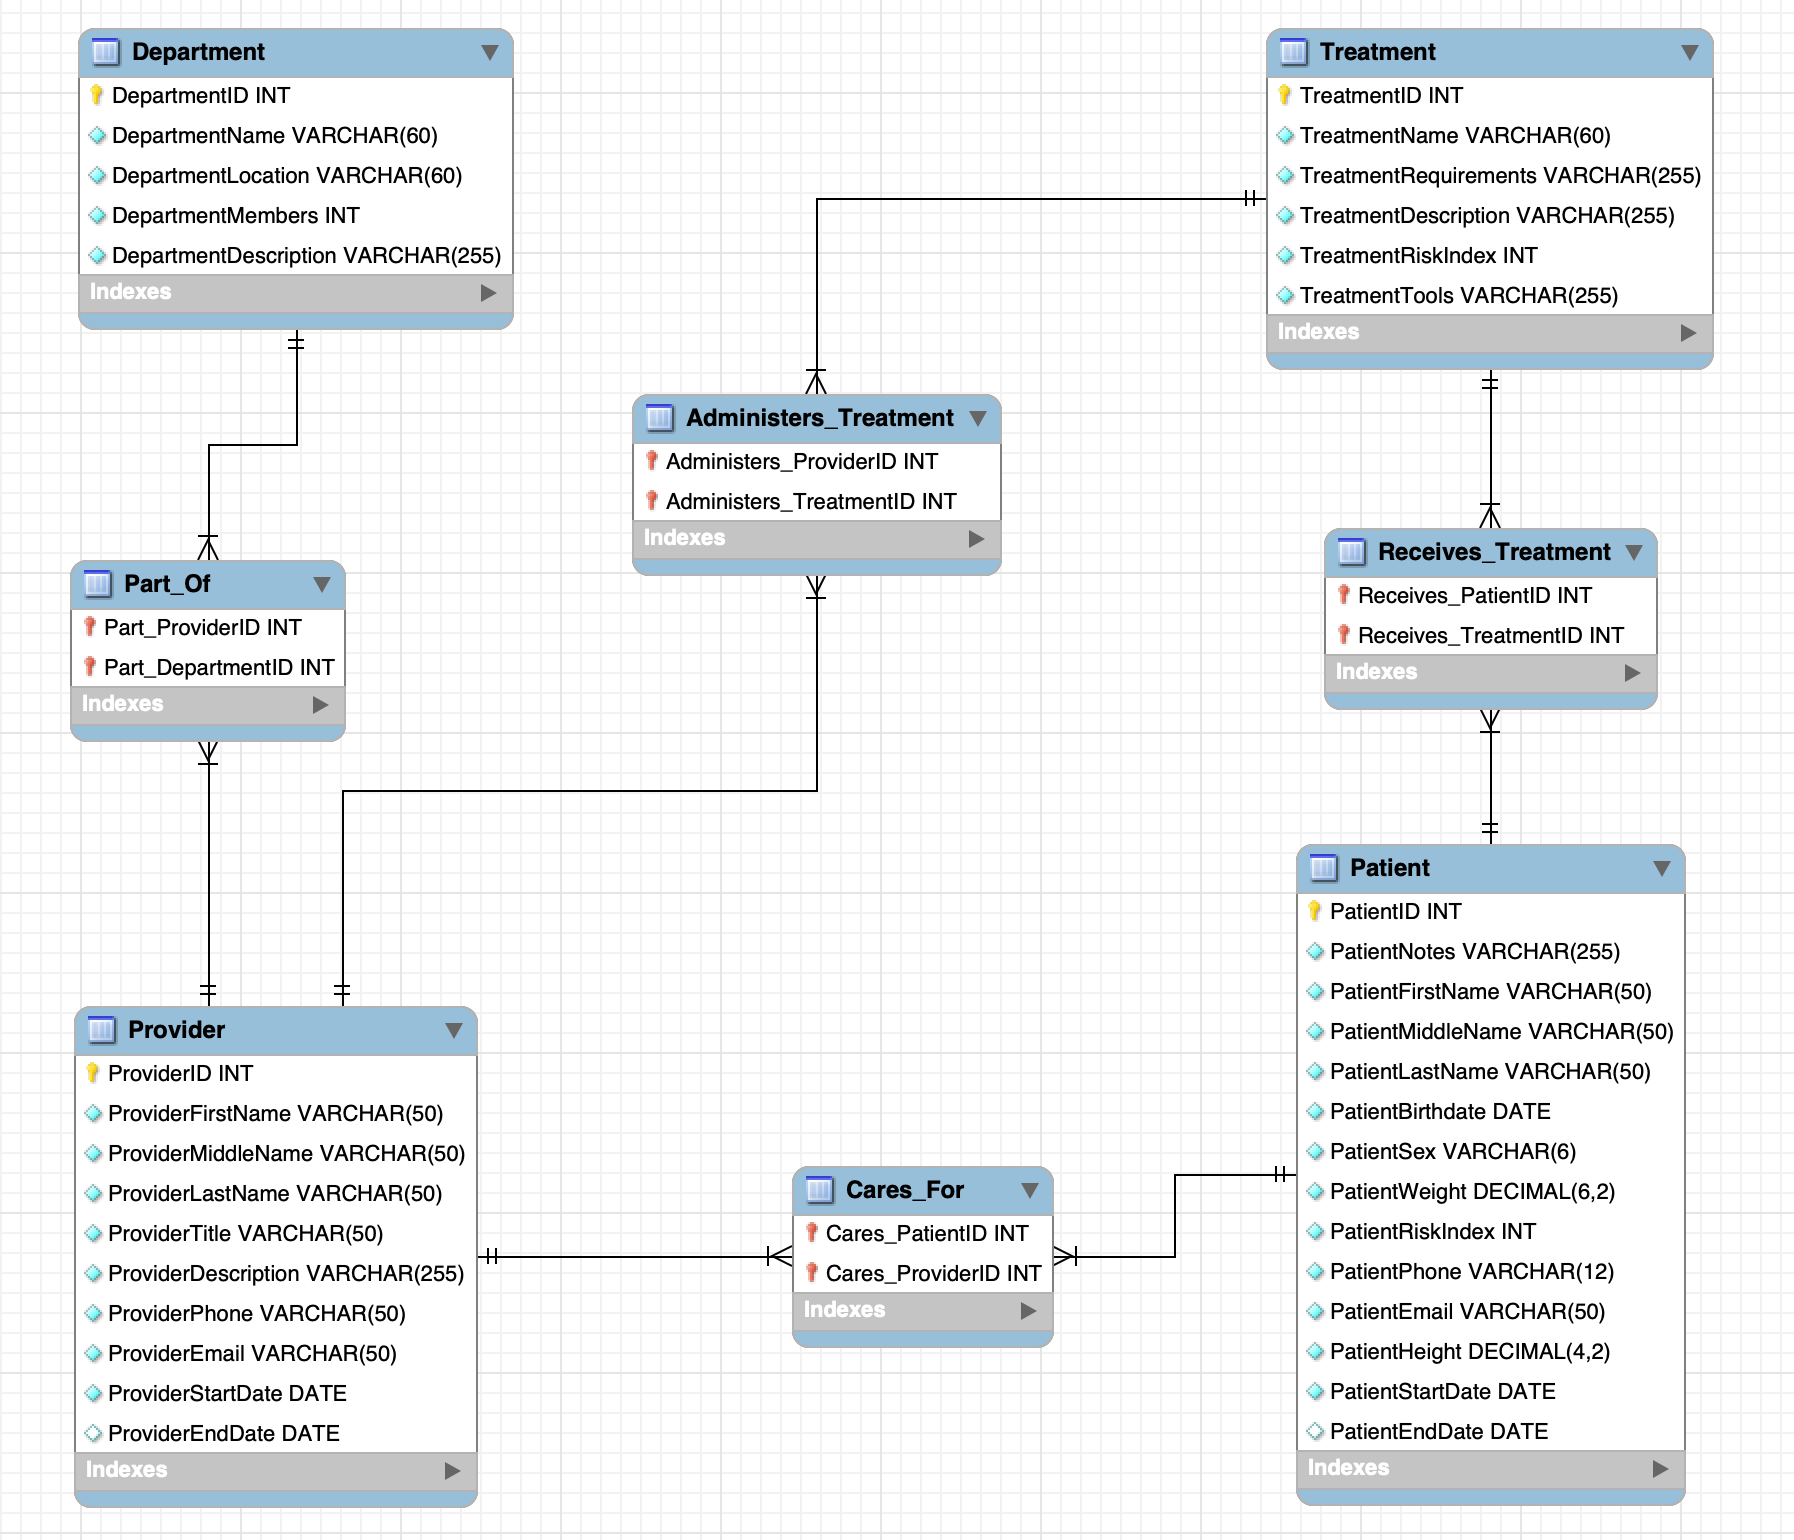 Department
DepartmentID INT
DepartmentName VARCHAR(60)
DepartmentLocation VARCHAR(60)
DepartmentMembers INT
DepartmentDescription VARCHAR(255)
Indexes
Treatment
TreatmentID INT
TreatmentName VARCHAR(60)
TreatmentRequirements VARCHAR(255)
TreatmentDescription VARCHAR(255)
TreatmentRiskIndex INT
TreatmentTools VARCHAR(255)
Indexes
Administers_Treatment
Administers_ProviderID INT
Administers_TreatmentID INT
Indexes
Part_Of
Part_ProviderID INT
Part_DepartmentID INT
Indexes
Receives_Treatment
Receives_PatientID INT
Receives_TreatmentID INT
Indexes
Provider
ProviderID INT
ProviderFirstName VARCHAR(50)
ProviderMiddleName VARCHAR(50)
ProviderLastName VARCHAR(50)
ProviderTitle VARCHAR(50)
ProviderDescription VARCHAR(255)
ProviderPhone VARCHAR(50)
ProviderEmail VARCHAR(50)
ProviderStartDate DATE
ProviderEndDate DATE
Indexes
Cares_For
Cares_PatientID INT
Cares_ProviderID INT
Indexes
Patient
PatientID INT
PatientNotes VARCHAR(255)
PatientFirstName VARCHAR(50)
PatientMiddleName VARCHAR(50)
PatientLastName VARCHAR(50)
PatientBirthdate DATE
PatientSex VARCHAR(6)
PatientWeight DECIMAL(6,2)
PatientRiskIndex INT
PatientPhone VARCHAR(12)
PatientEmail VARCHAR(50)
PatientHeight DECIMAL(4,2)
PatientStartDate DATE
PatientEndDate DATE
Indexes